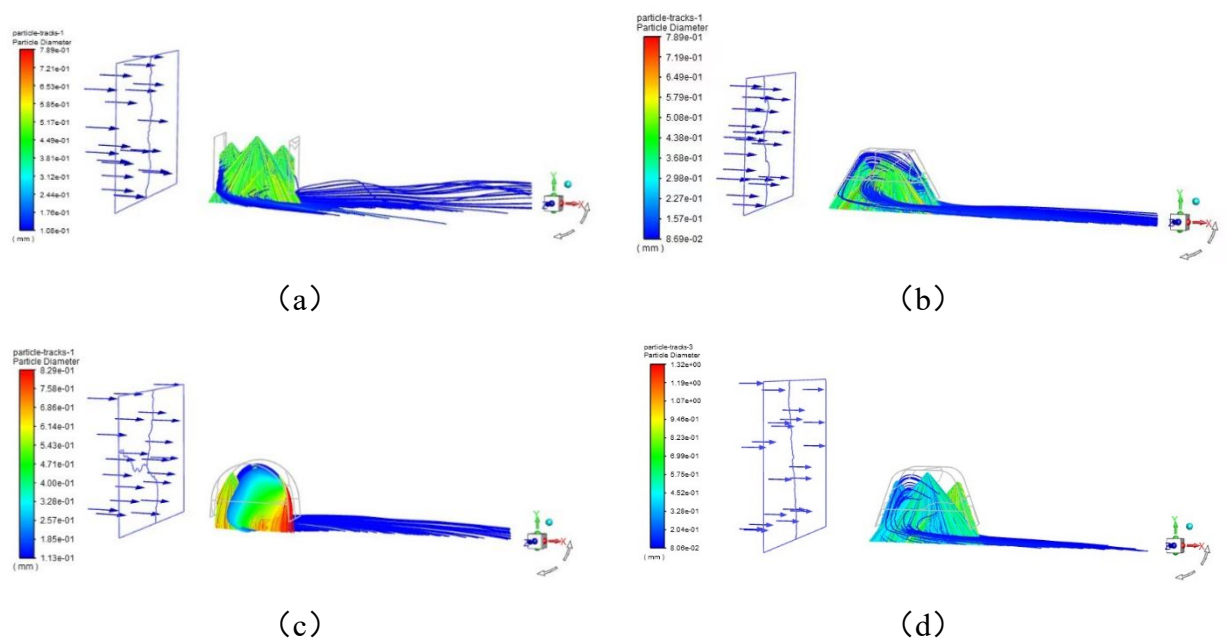 particle-tracks-1
Particle Diameter
7.89e-01
7.21e-01
6.53e-01
5.85e-01
5.17e-01
4.49e-01
3.81e-01
3.12e-01
2.44e-01
1.76e-01
1.08e-01
( mm )
Y
X
Z
（a）
particle-tracks-1
Particle Diameter
7.89e-01
7.19e-01
6.49e-01
5.79e-01
5.08e-01
4.38e-01
3.68e-01
2.98e-01
2.27e-01
1.57e-01
8.69e-02
( mm )
Y
X
Z
（b）
particle-tracks-1
Particle Diameter
8.29e-01
7.58e-01
6.86e-01
6.14e-01
5.43e-01
4.71e-01
4.00e-01
3.28e-01
2.57e-01
1.85e-01
1.13e-01
( mm )
Y
X
Z
（c）
particle-tracks-3
Particle Diameter
1.32e+00
1.19e+00
1.07e+00
9.46e-01
8.23e-01
6.99e-01
5.75e-01
4.52e-01
3.28e-01
2.04e-01
8.06e-02
( mm )
Y
X
Z
（d）